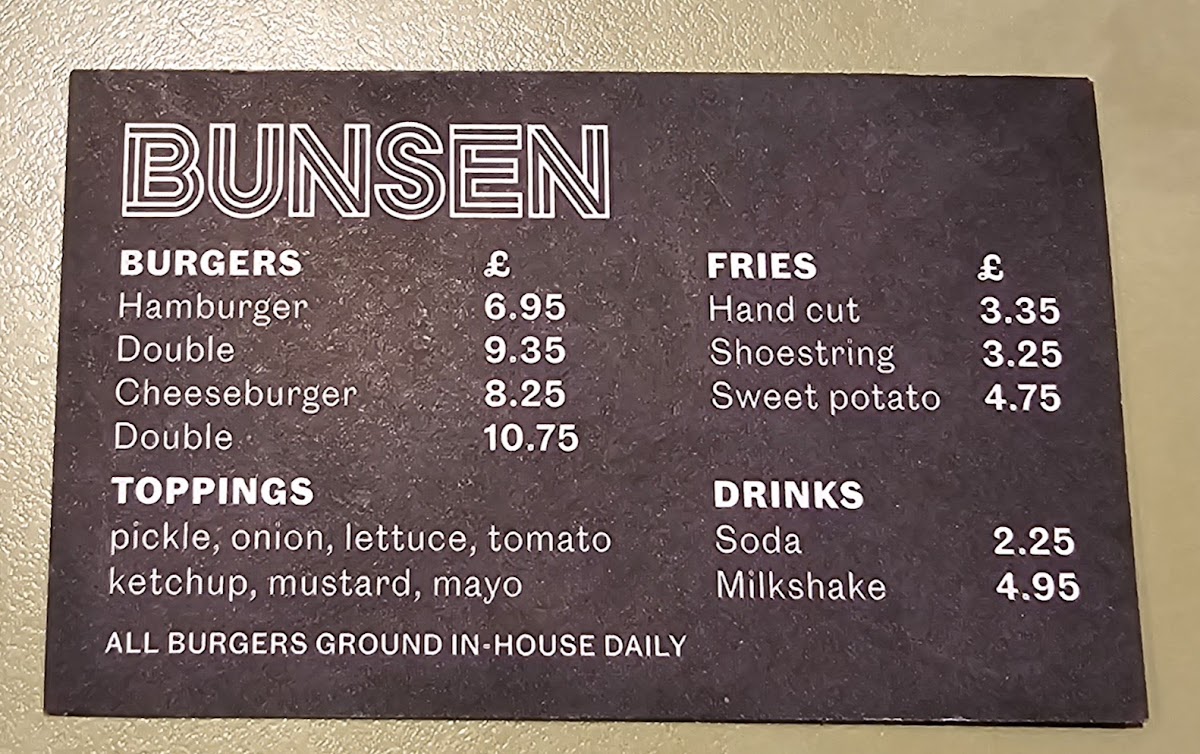 BUNSEN
BURGERS £
Hamburger 6.95
Double 9.35
Cheeseburger 8.25
Double 10.75
TOPPINGS
pickle, onion, lettuce, tomato
ketchup, mustard, mayo
ALL BURGERS GROUND IN-HOUSE DAILY
FRIES £
Hand cut 3.35
Shoestring 3.25
Sweet potato 4.75
DRINKS
Soda 2.25
Milkshake 4.95